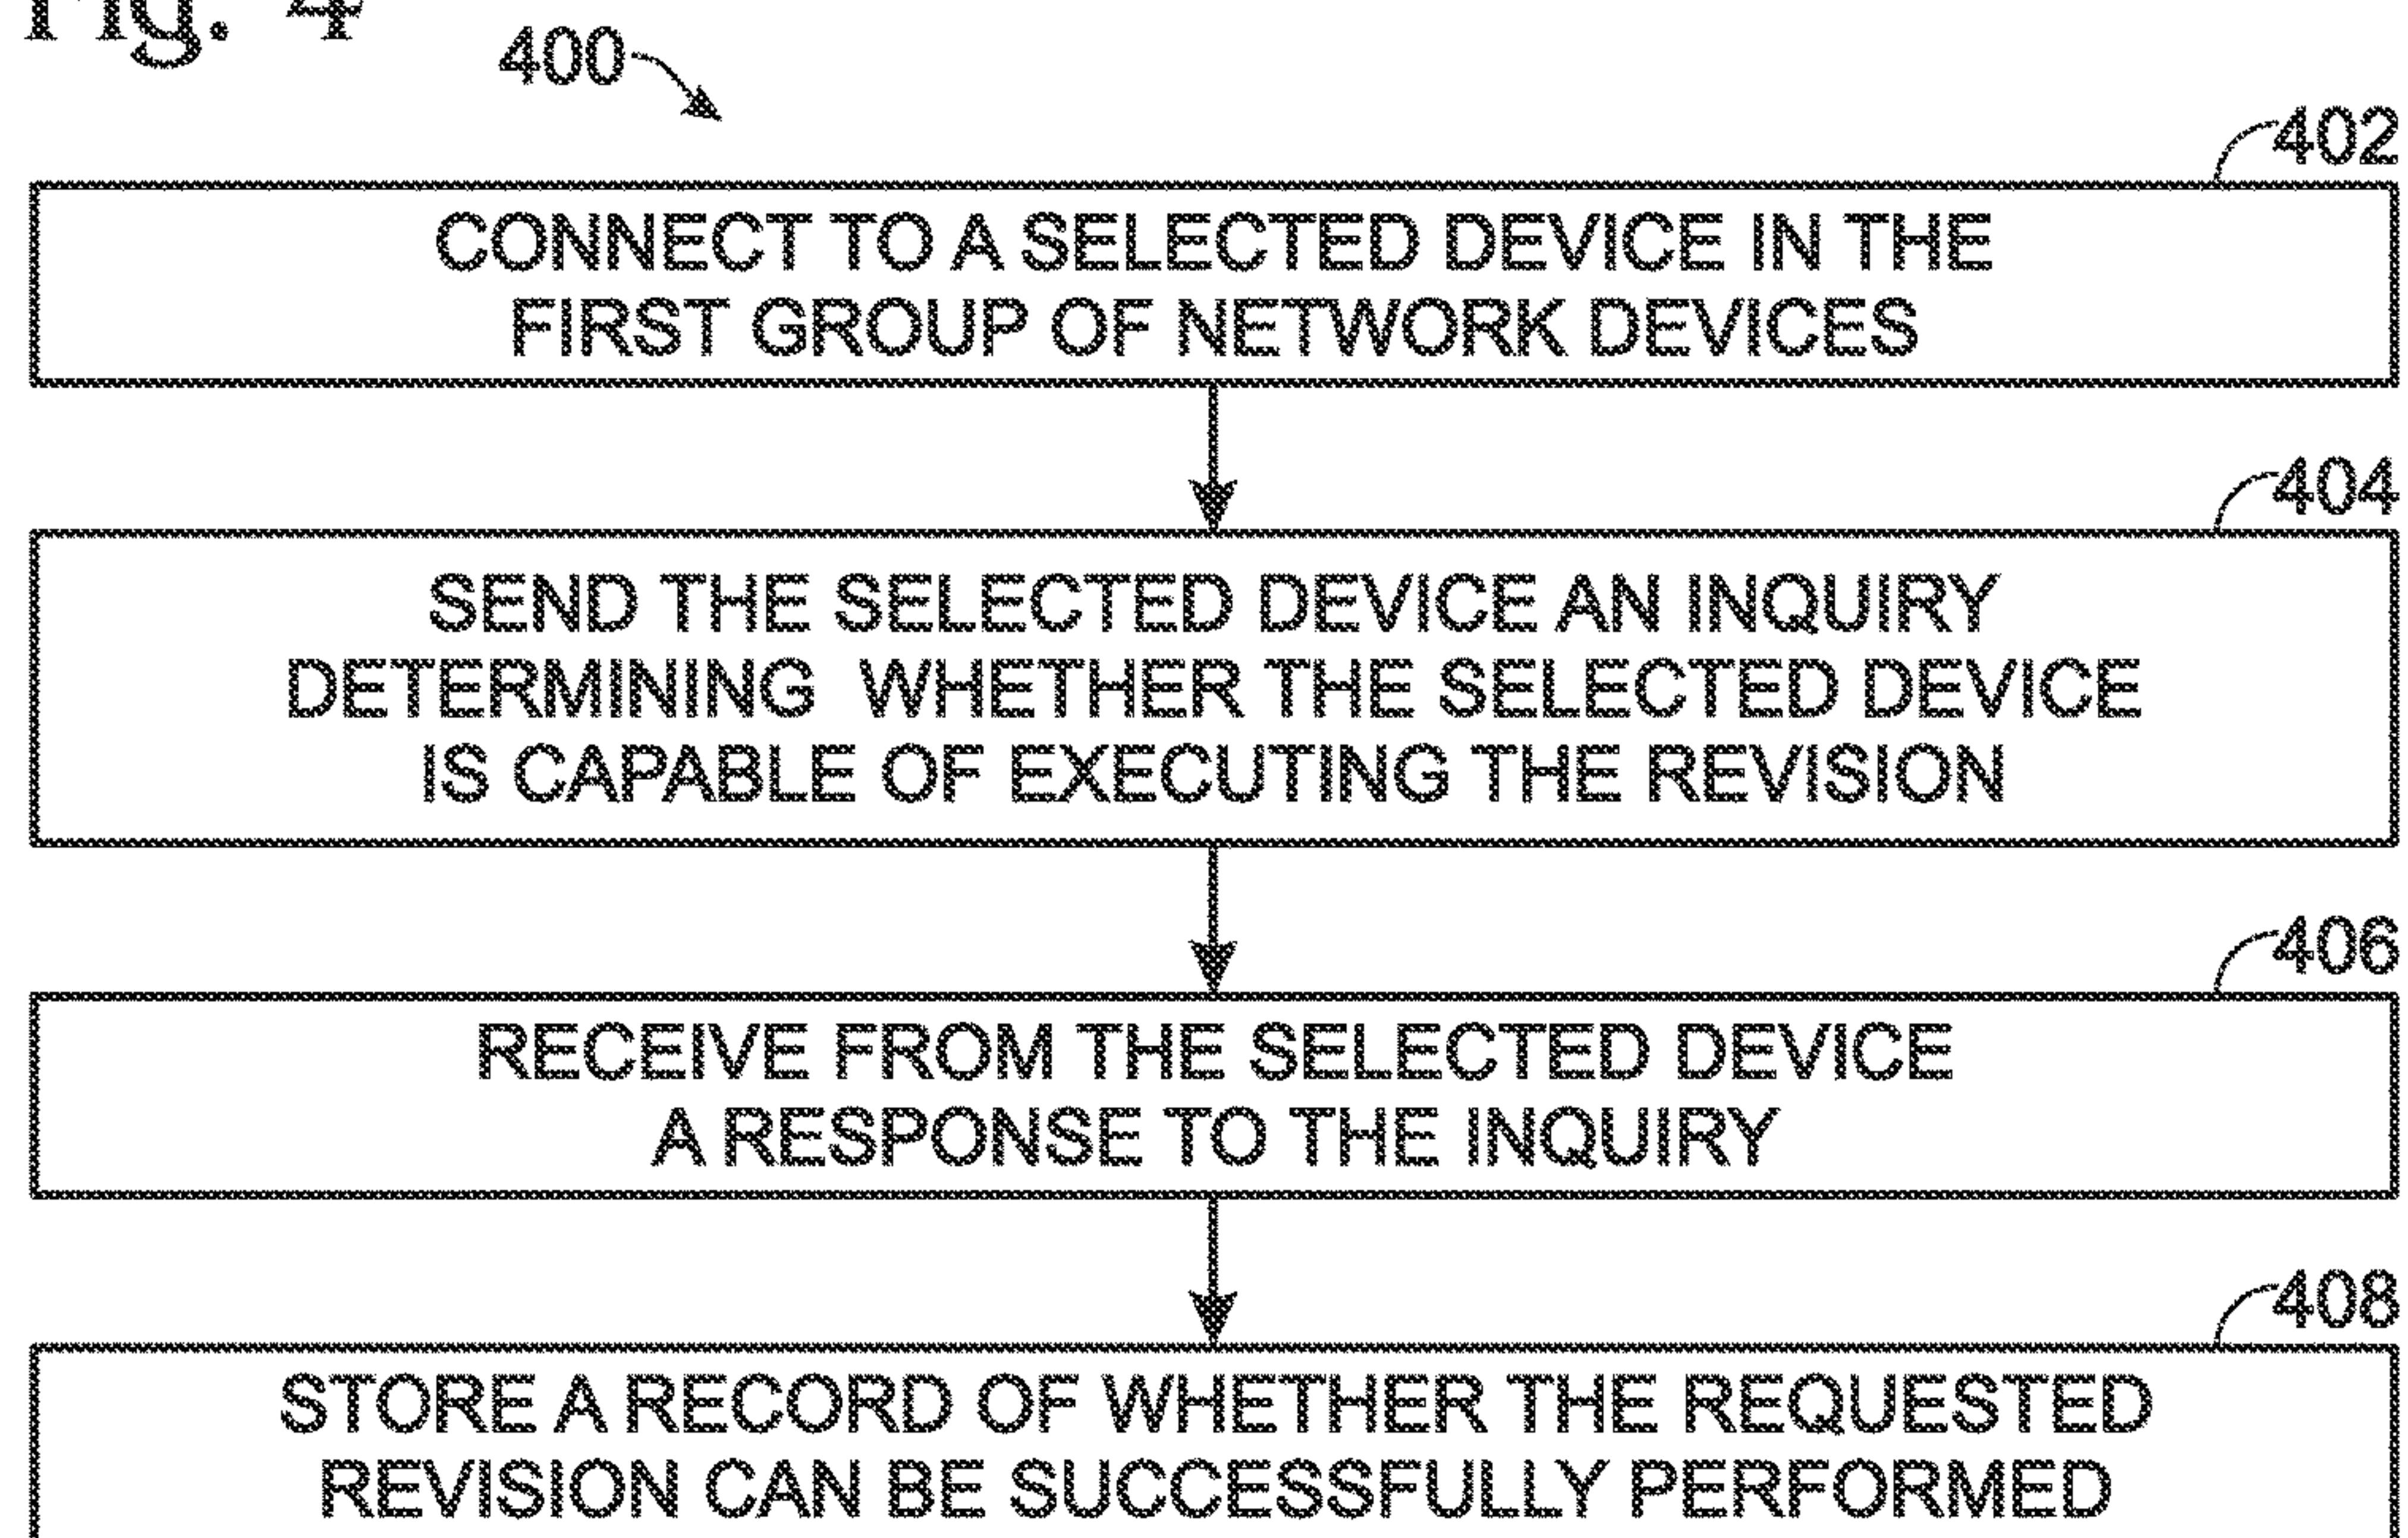 Fig. 4
400
402
CONNECT TO A SELECTED DEVICE IN THE
FIRST GROUP OF NETWORK DEVICES
404
SEND THE SELECTED DEVICE AN INQUIRY
DETERMINING WHETHER THE SELECTED DEVICE
IS CAPABLE OF EXECUTING THE REVISION
406
RECEIVE FROM THE SELECTED DEVICE
A RESPONSE TO THE INQUIRY
408
STORE A RECORD OF WHETHER THE REQUESTED
REVISION CAN BE SUCCESSFULLY PERFORMED